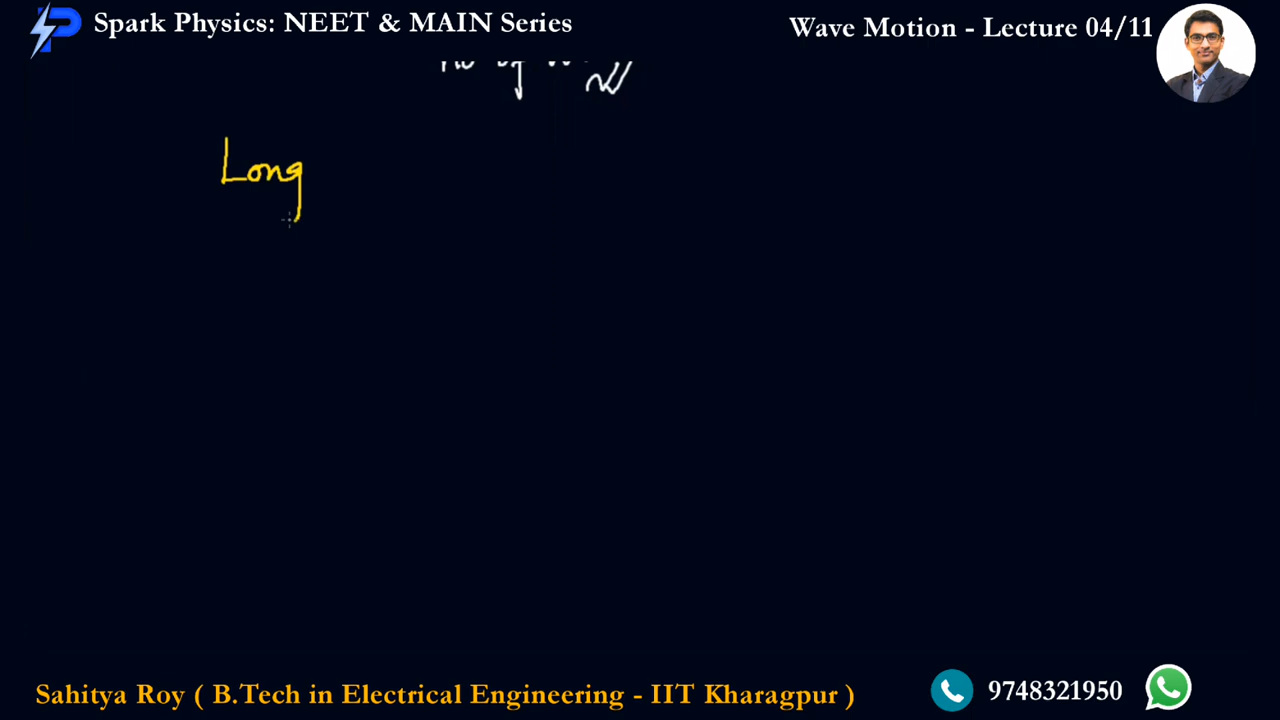 Spark Physics: NEET & MAIN Series
Wave Motion - Lecture 04/11
Long
Sahitya Roy ( B.Tech in Electrical Engineering - IIT Kharagpur )
9748321950